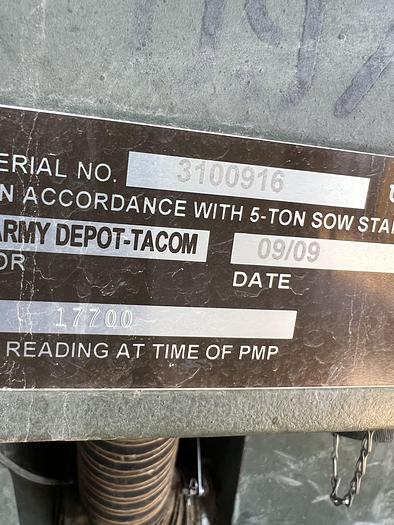 ERIAL NO. 3100916
N ACCORDANCE WITH 5-TON SOW STA
ARMY DEPOT-TACOM 09/09
OR DATE
17700
READING AT TIME OF PMP